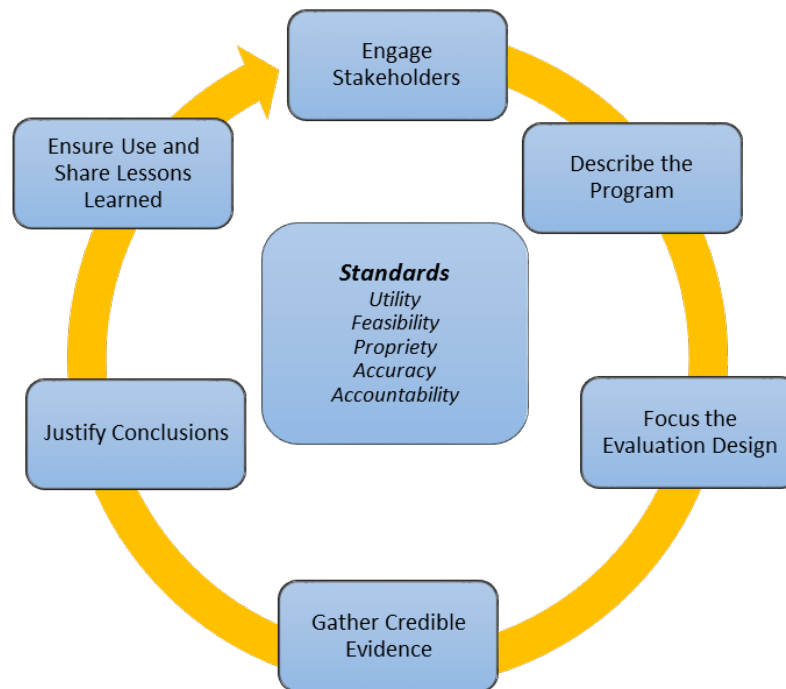 Engage
Stakeholders
Describe the
Program
Focus the
Evaluation Design
Gather Credible
Evidence
Justify Conclusions
Ensure Use and
Share Lessons
Learned
Standards
Utility
Feasibility
Propriety
Accuracy
Accountability